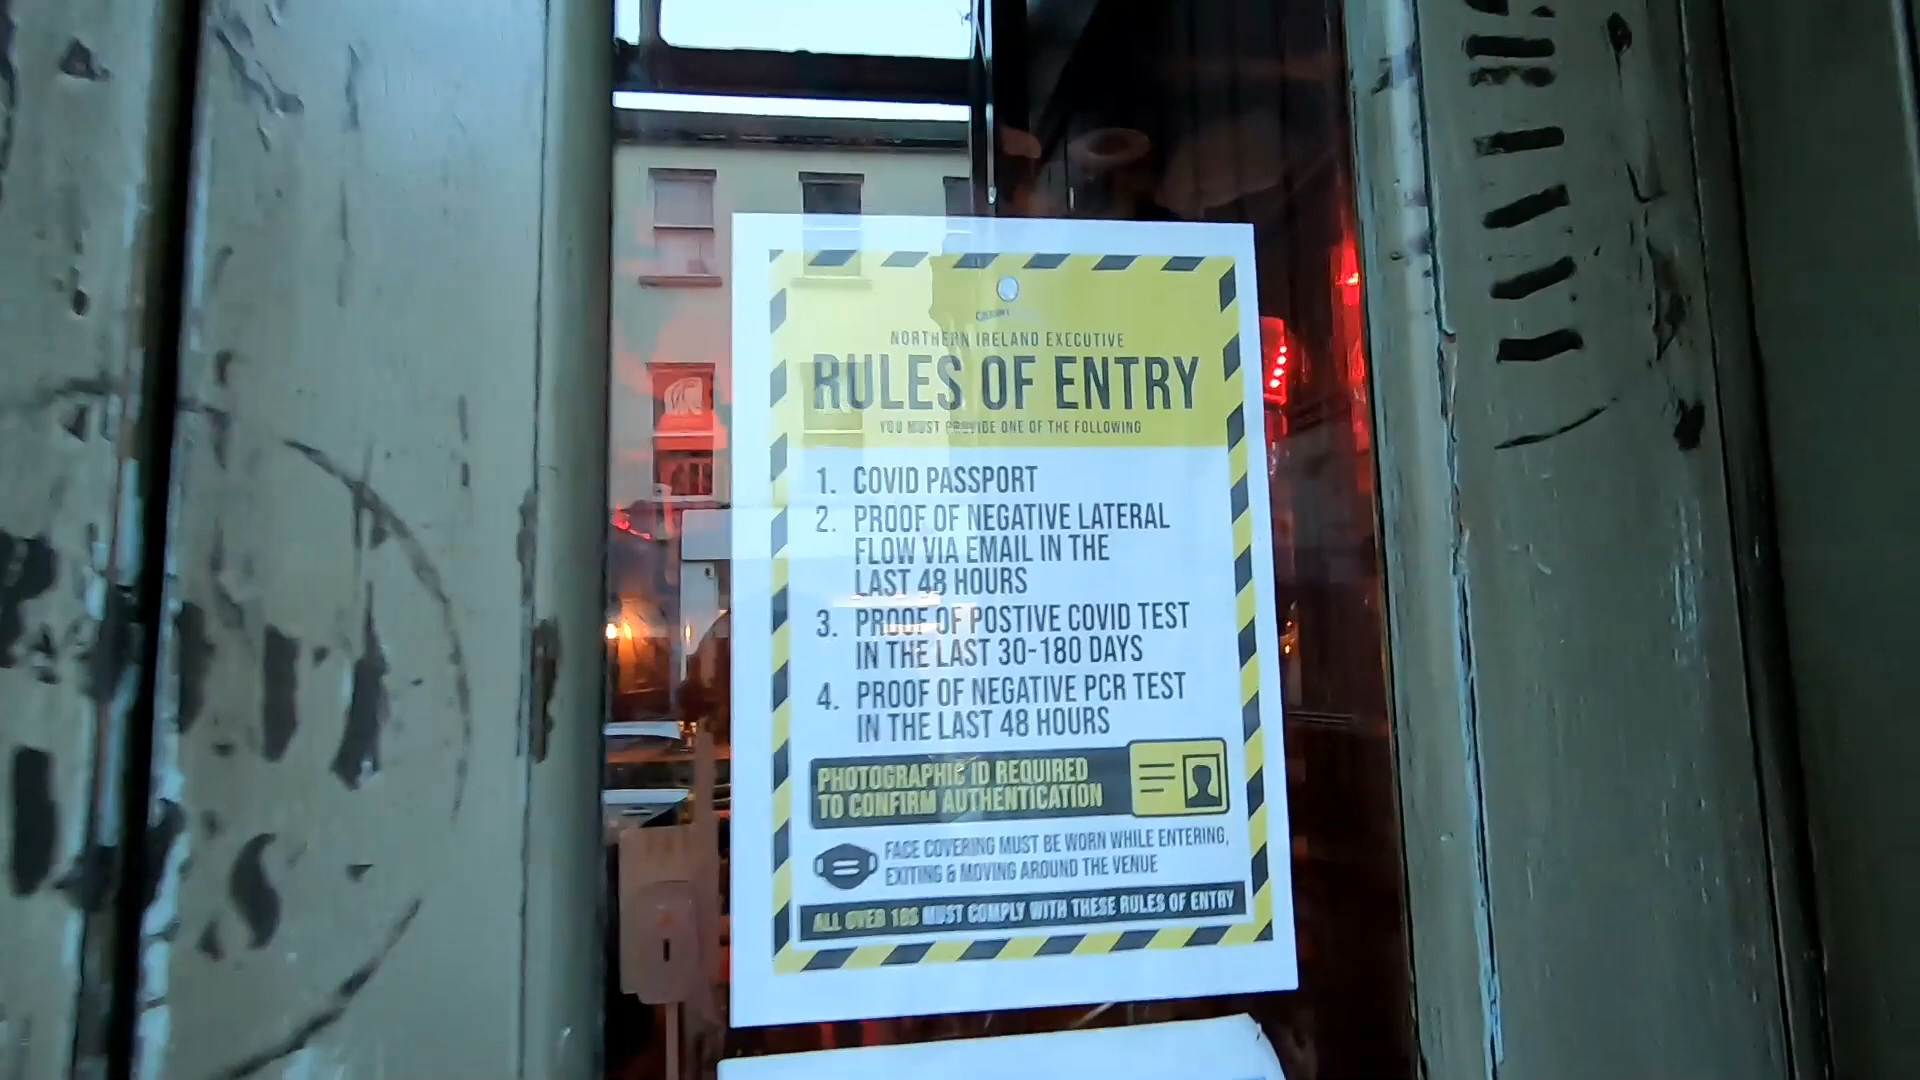 NORTHERN IRELAND EXECUTIVE
RULES OF ENTRY
YOU MUST PROVIDE ONE OF THE FOLLOWING
1. COVID PASSPORT
2. PROOF OF NEGATIVE LATERAL
FLOW VIA EMAIL IN THE
LAST 48 HOURS
3. PROOF OF POSTIVE COVID TEST
IN THE LAST 30-180 DAYS
4. PROOF OF NEGATIVE PCR TEST
IN THE LAST 48 HOURS
PHOTOGRAPHIC ID REQUIRED
TO CONFIRM AUTHENTICATION
FACE COVERING MUST BE WORN WHILE ENTERING,
EXITING & MOVING AROUND THE VENUE
ALL OVER 18S MUST COMPLY WITH THESE RULES OF ENTRY